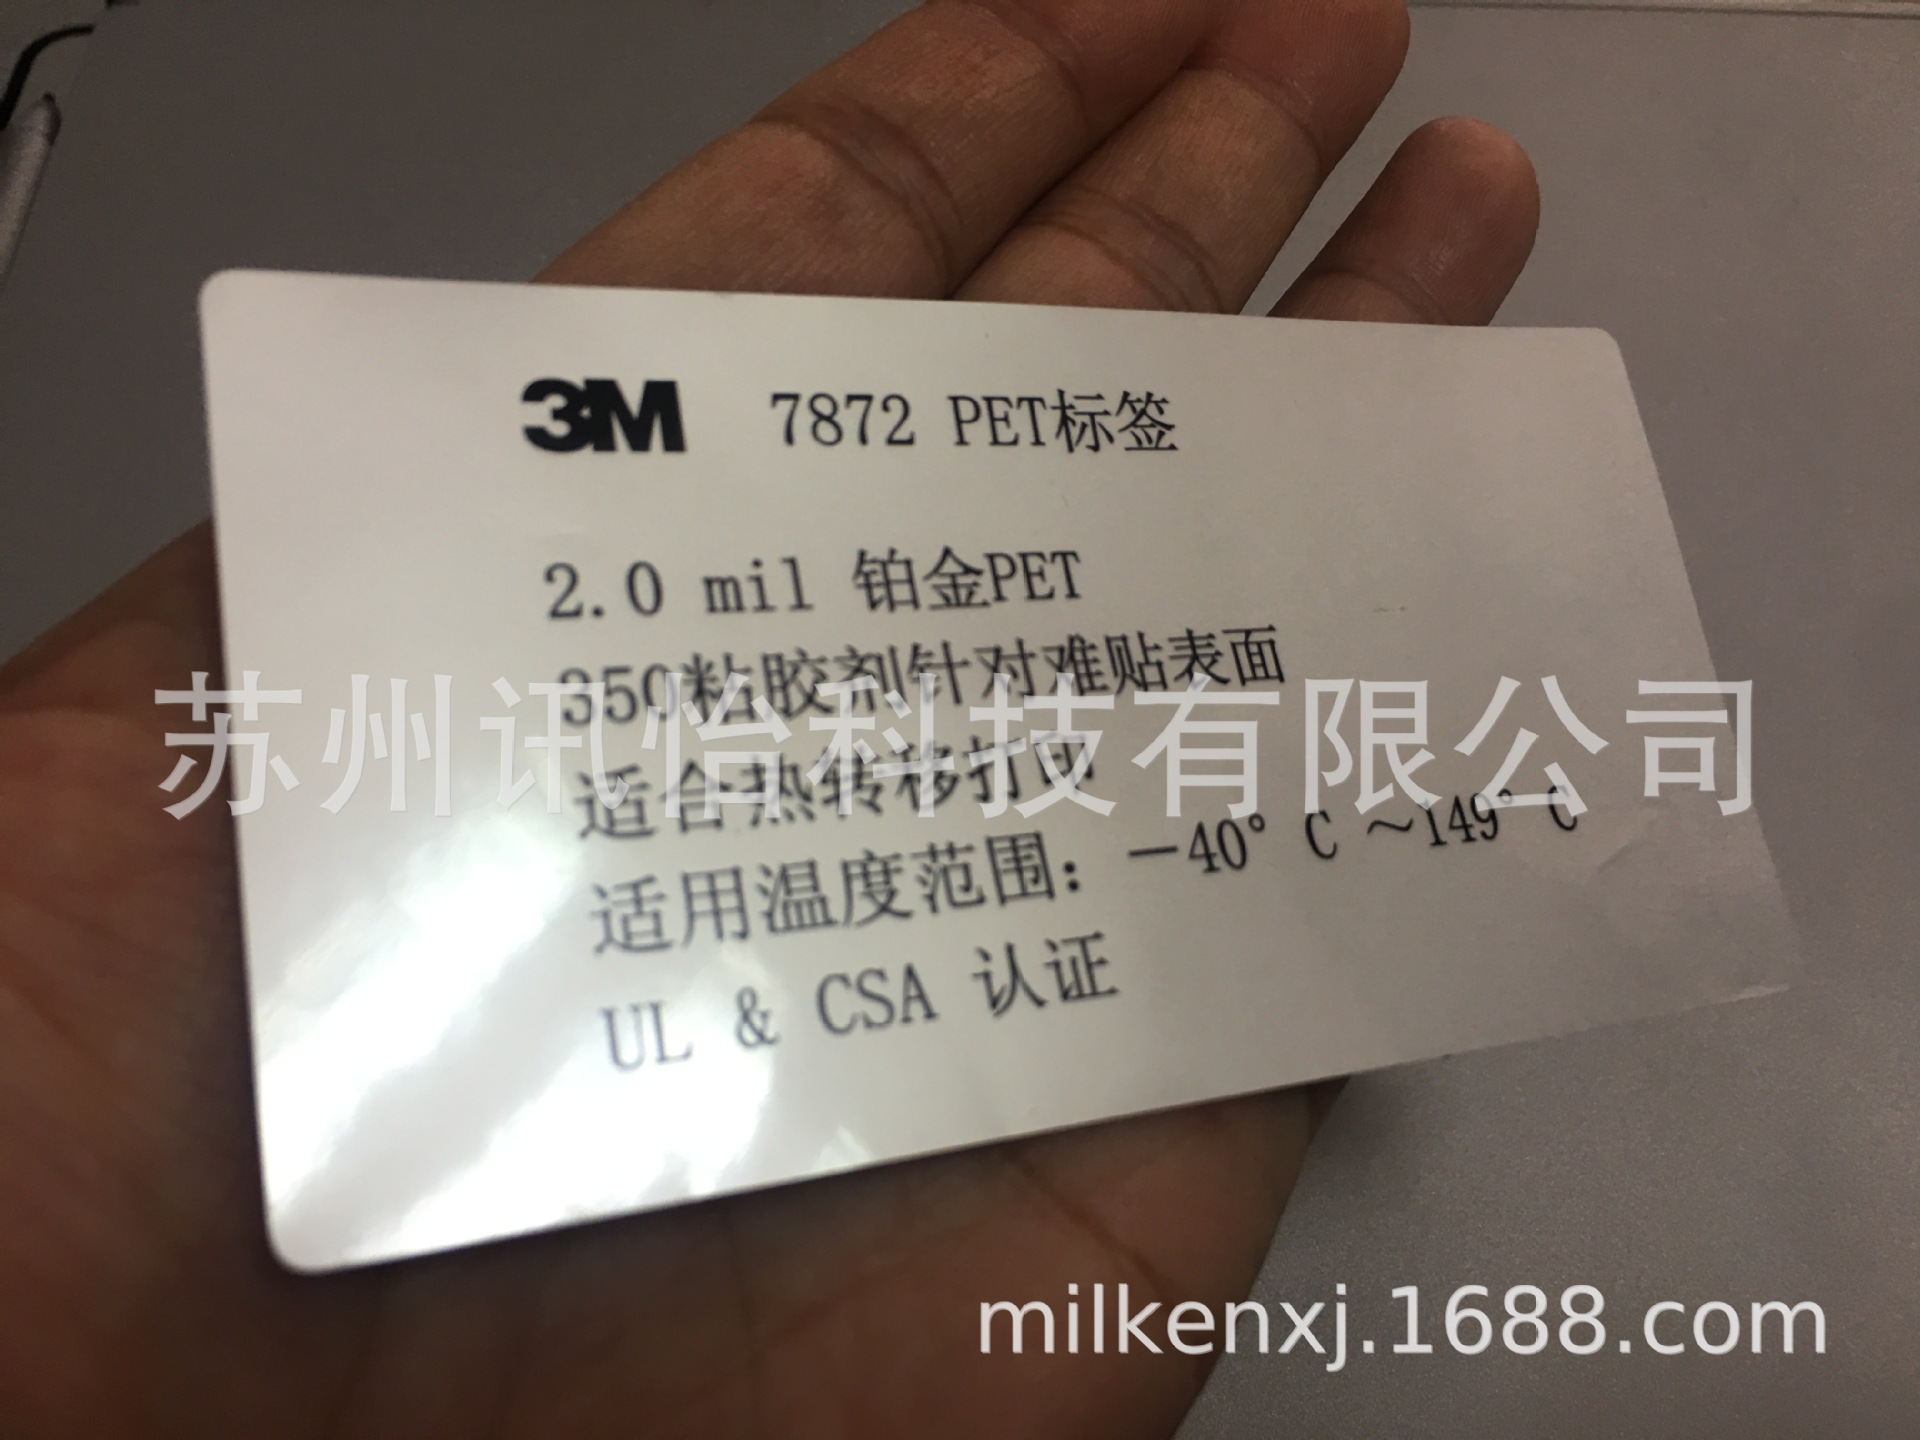 3M 7872 PET标签
2.0 mil 铂金PET
350粘胶剂针对难贴表面
苏州讯怡科技有限公司
适合热转移打印
适用温度范围：－40°C ～149°C
UL & CSA 认证
milkenxj.1688.com